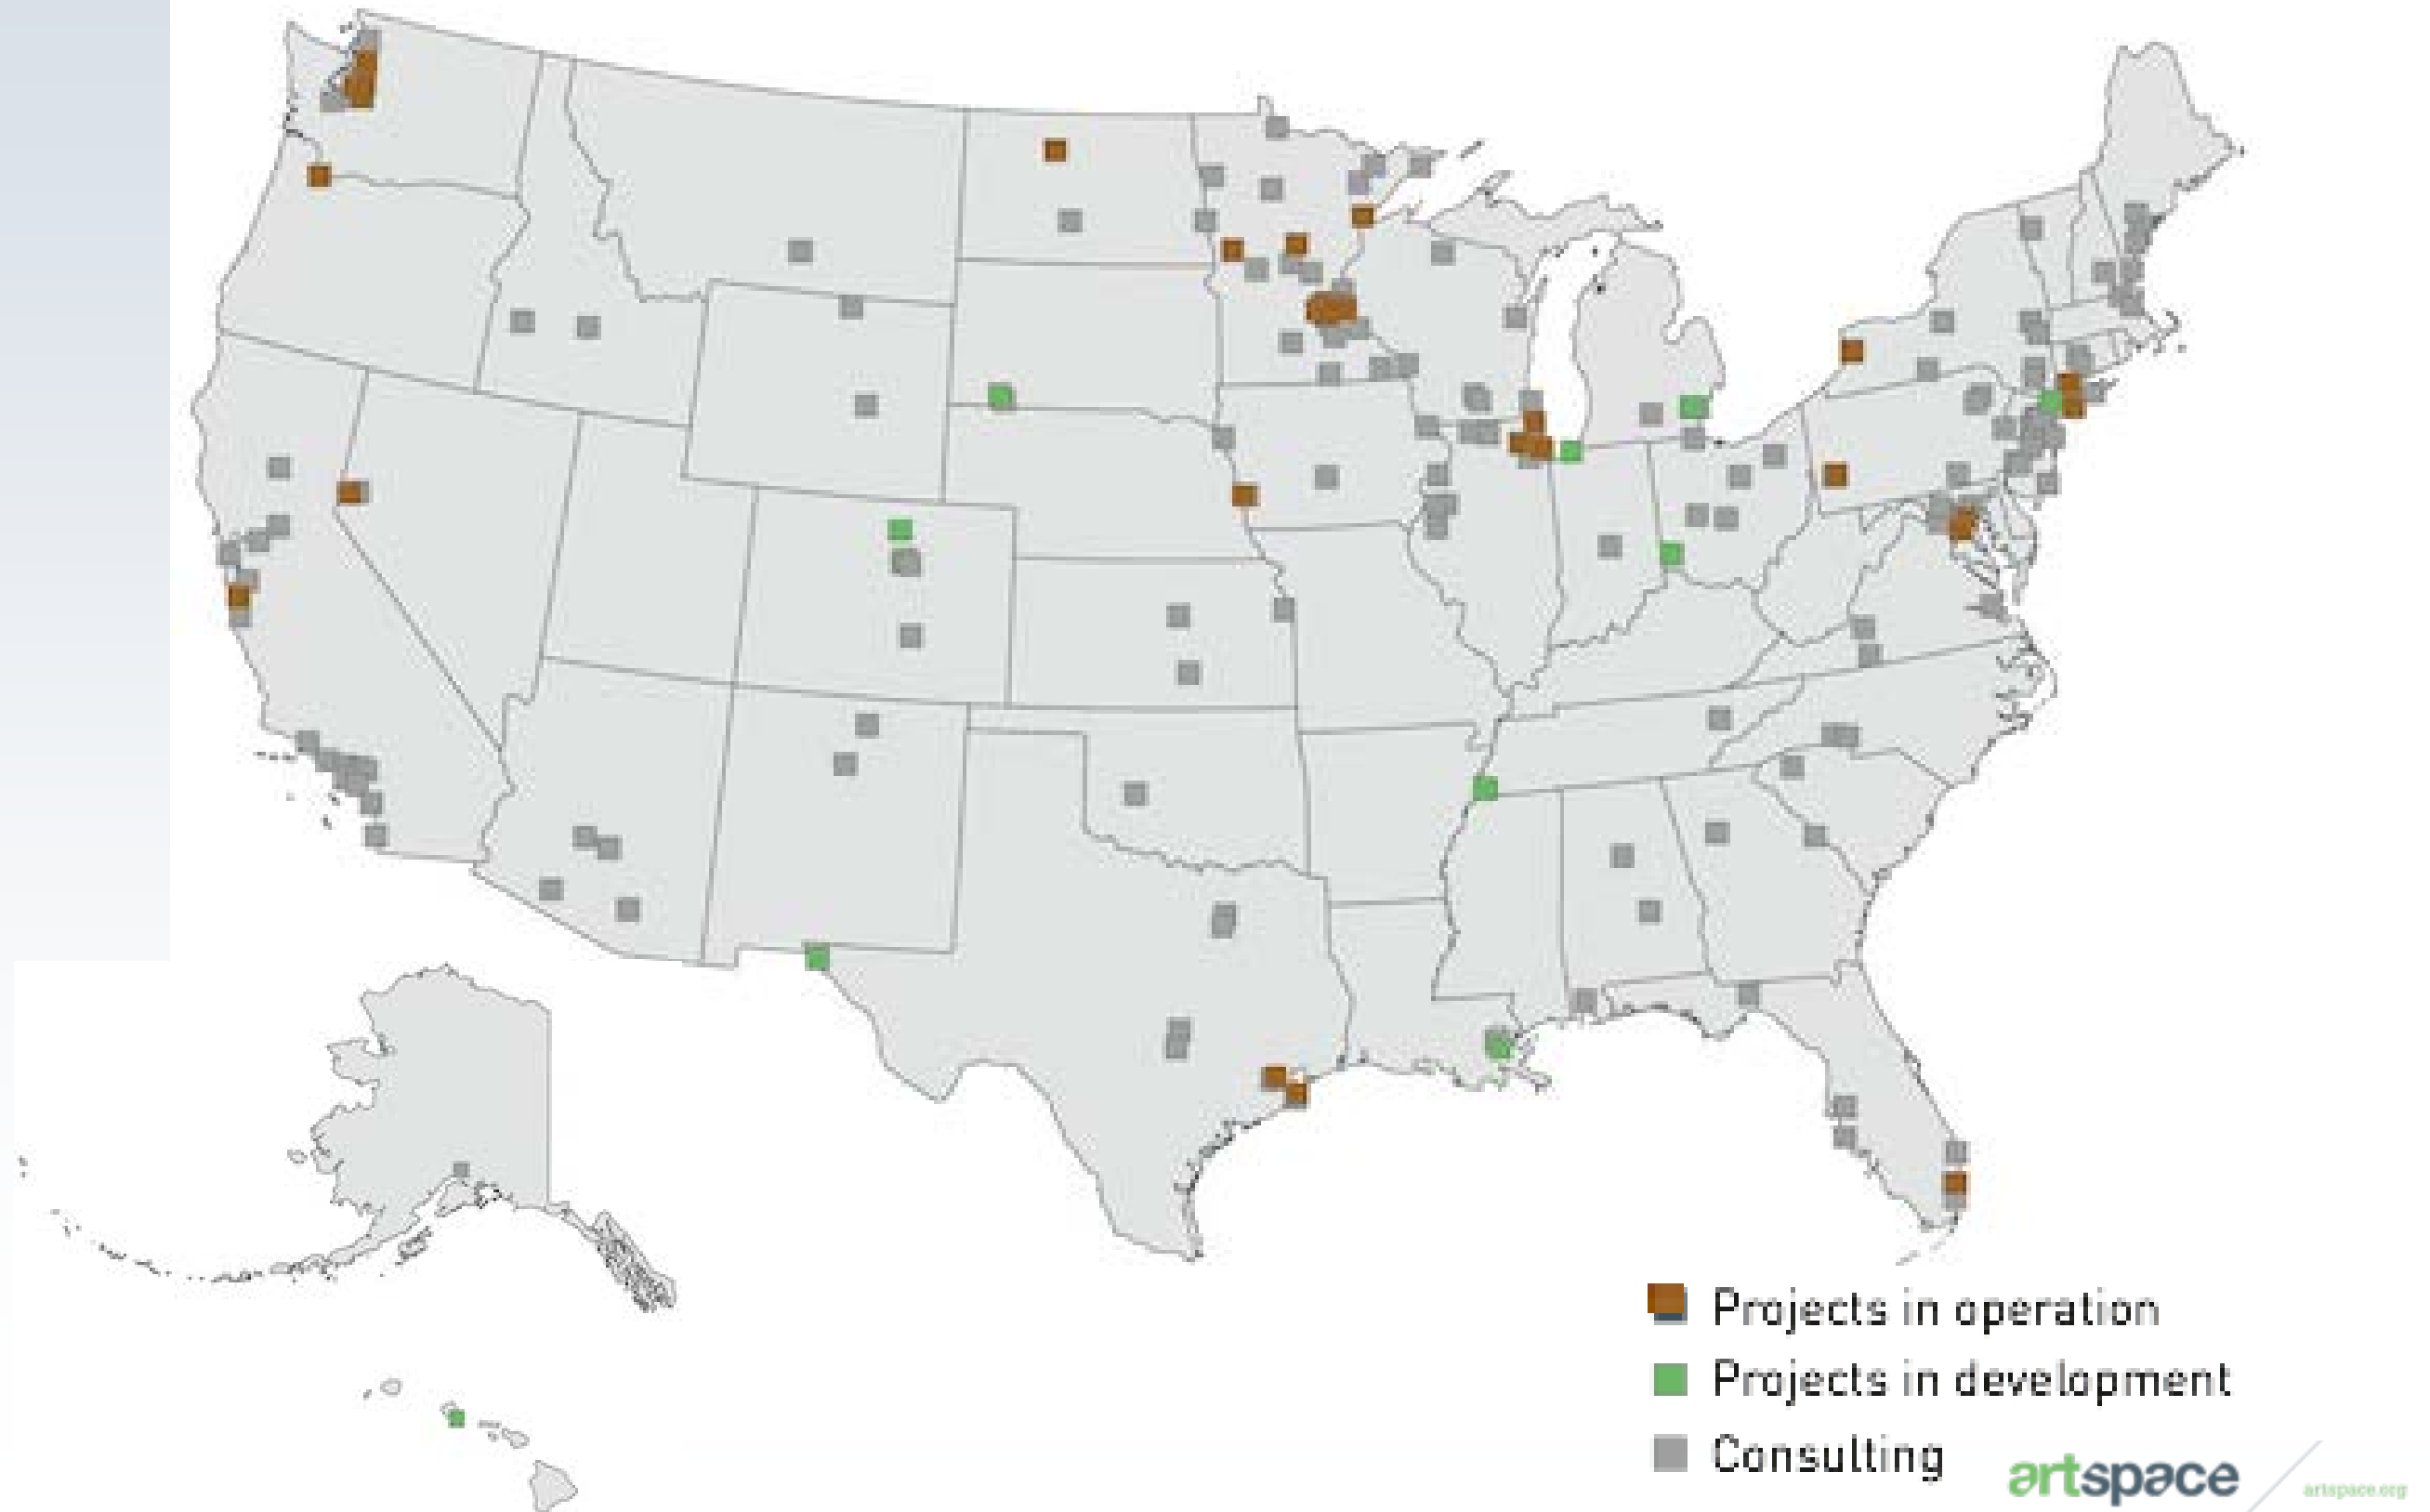 Projects in operation
Projects in development
Consulting
artspace
artspace.org